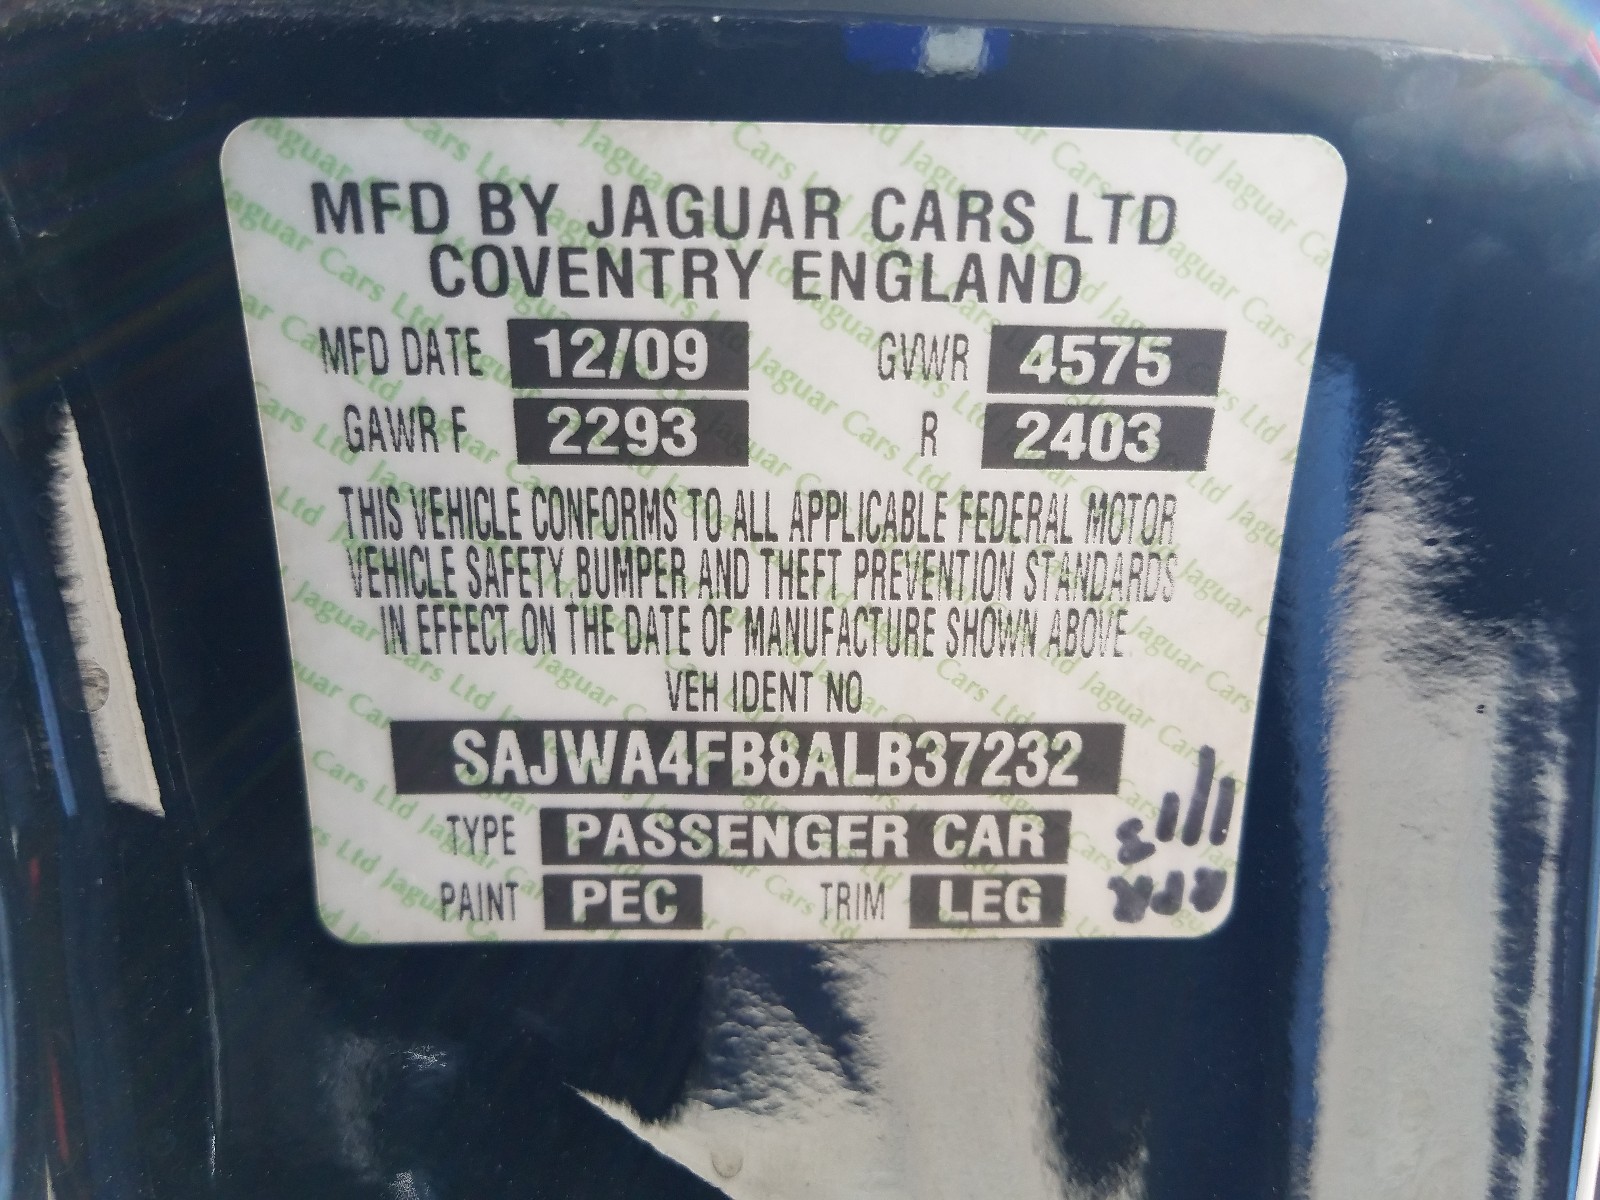 MFD BY JAGUAR CARS LTD
COVENTRY ENGLAND
MFD DATE 12/09 GVWR 4575
GAWR F 2293 R 2403
THIS VEHICLE CONFORMS TO ALL APPLICABLE FEDERAL MOTOR
VEHICLE SAFETY BUMPER AND THEFT PREVENTION STANDARDS
IN EFFECT ON THE DATE OF MANUFACTURE SHOWN ABOVE
VEH IDENT NO
SAJWA4FB8ALB37232
TYPE PASSENGER CAR
PAINT PEC TRIM LEG